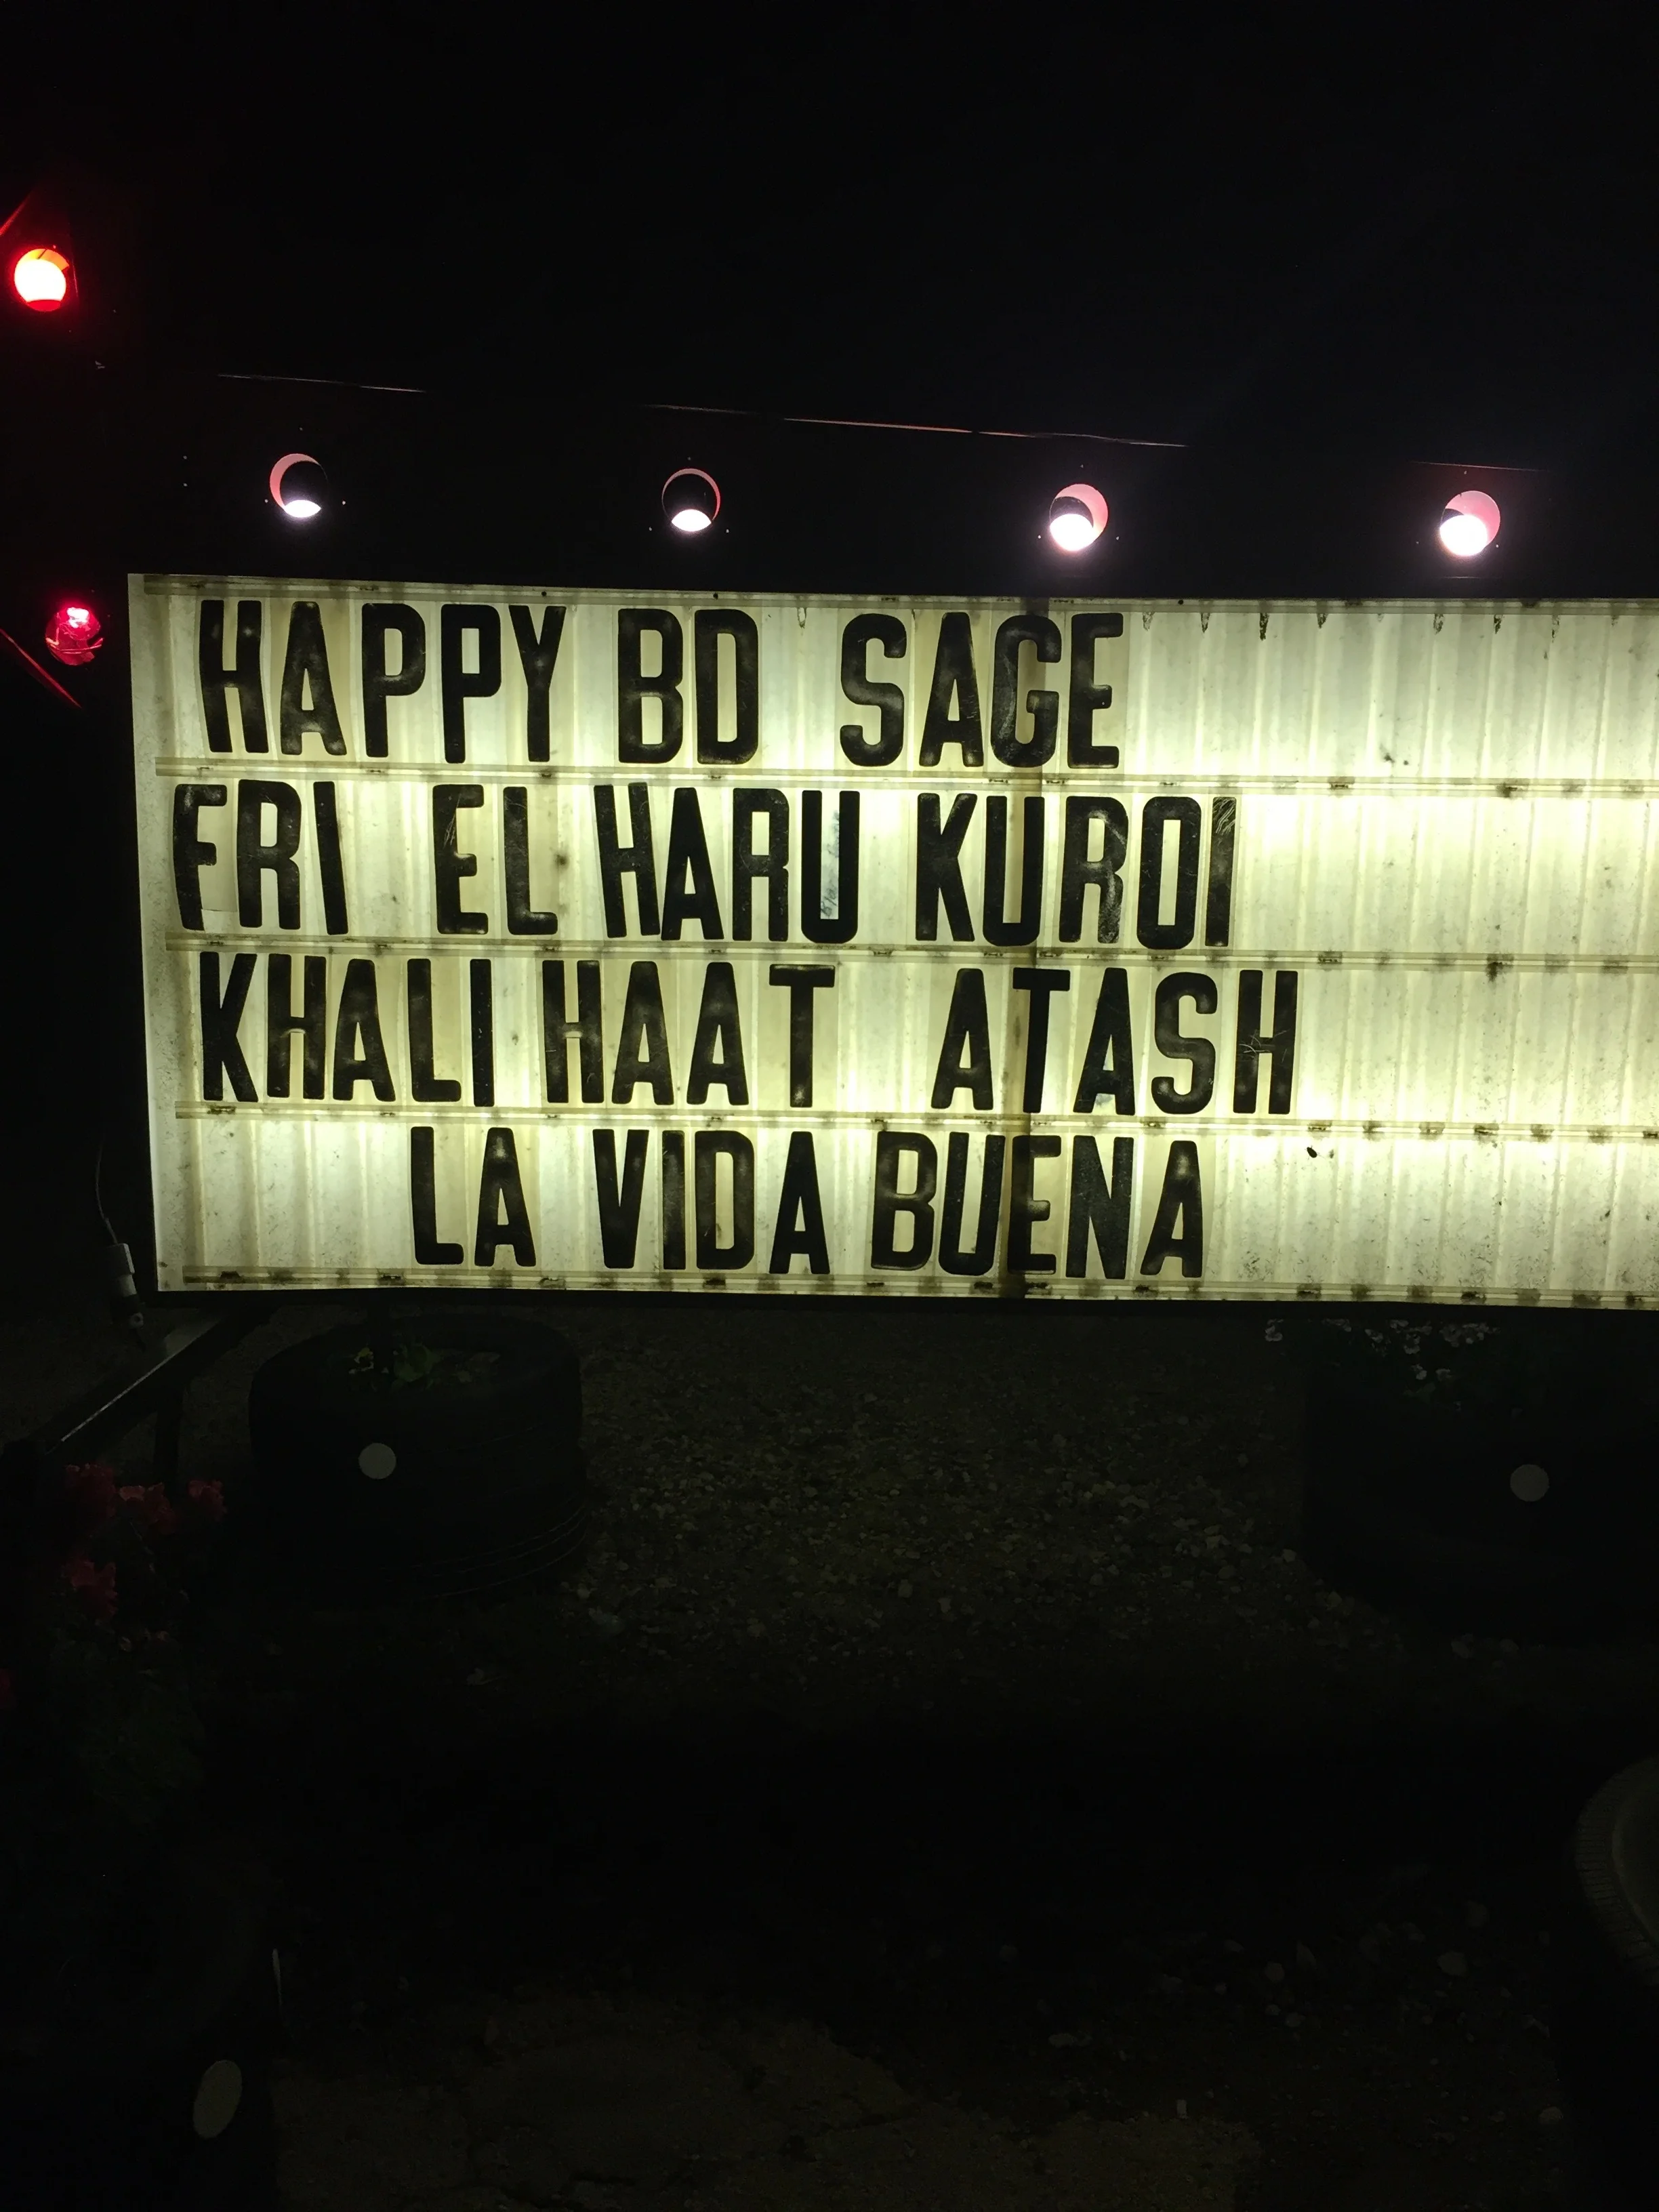 HAPPY BD SAGE
FRI EL HARU KUROI
KHALI HAAT ATASH
LA VIDA BUENA